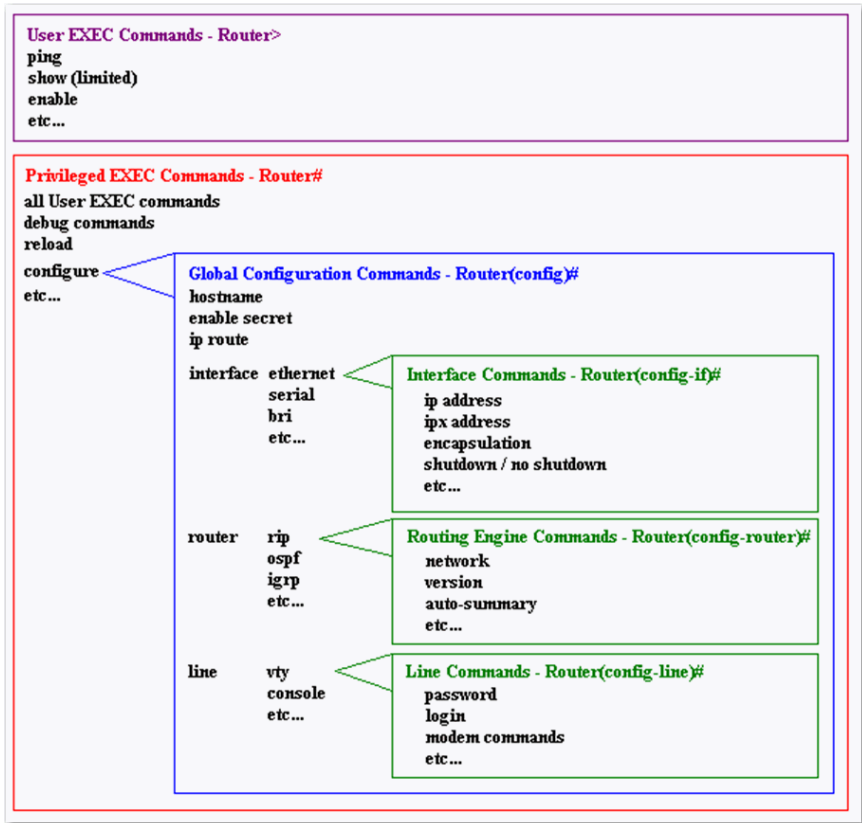 User EXEC Commands - Router>
ping
show (limited)
enable
etc...
Privileged EXEC Commands - Router#
all User EXEC commands
debug commands
reload
configure
etc...
Global Configuration Commands - Router(config)#
hostname
enable secret
ip route
interface ethernet
serial
bri
etc...
Interface Commands - Router(config-if)#
ip address
ipx address
encapsulation
shutdown / no shutdown
etc...
router rip
ospf
igrp
etc...
Routing Engine Commands - Router(config-router)#
network
version
auto-summary
etc...
line vty
console
etc...
Line Commands - Router(config-line)#
password
login
modem commands
etc...